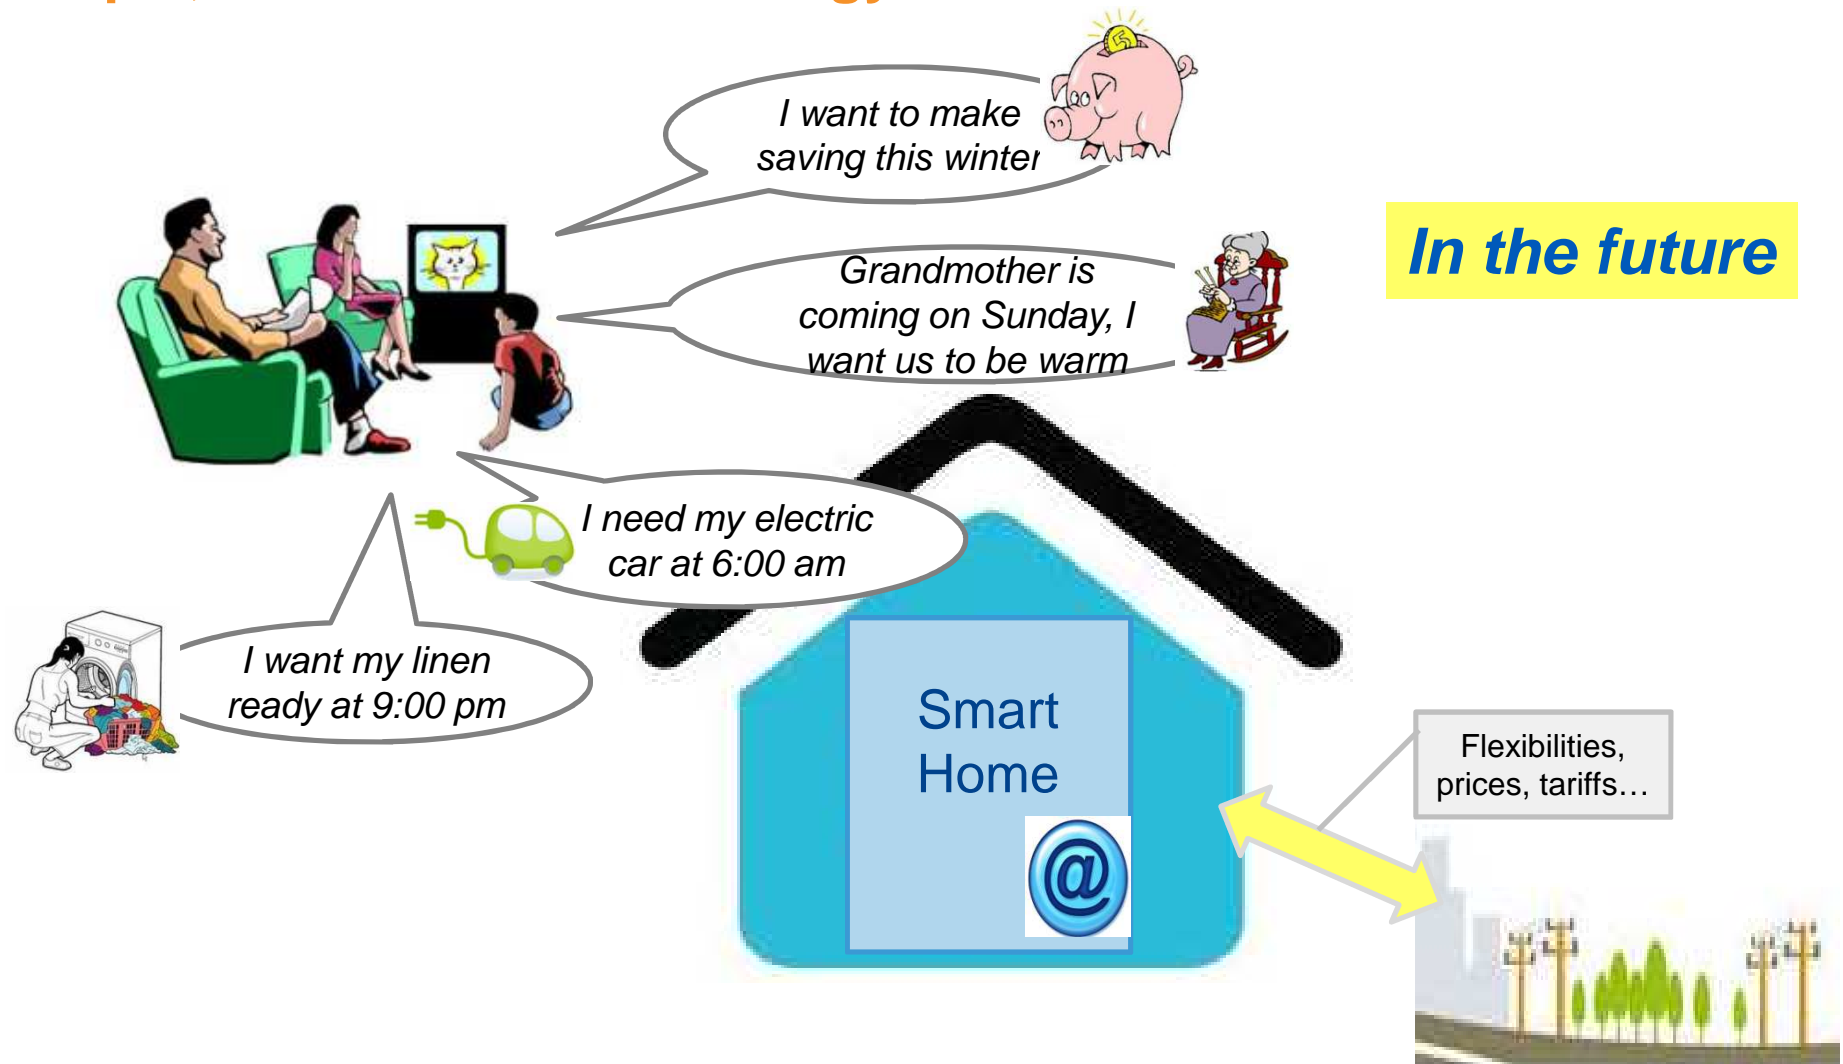 I want to make
saving this winter
Grandmother is
coming on Sunday, I
want us to be warm
In the future
I need my electric
car at 6:00 am
I want my linen
ready at 9:00 pm
Smart
Home
@
Flexibilities,
prices, tariffs…
5